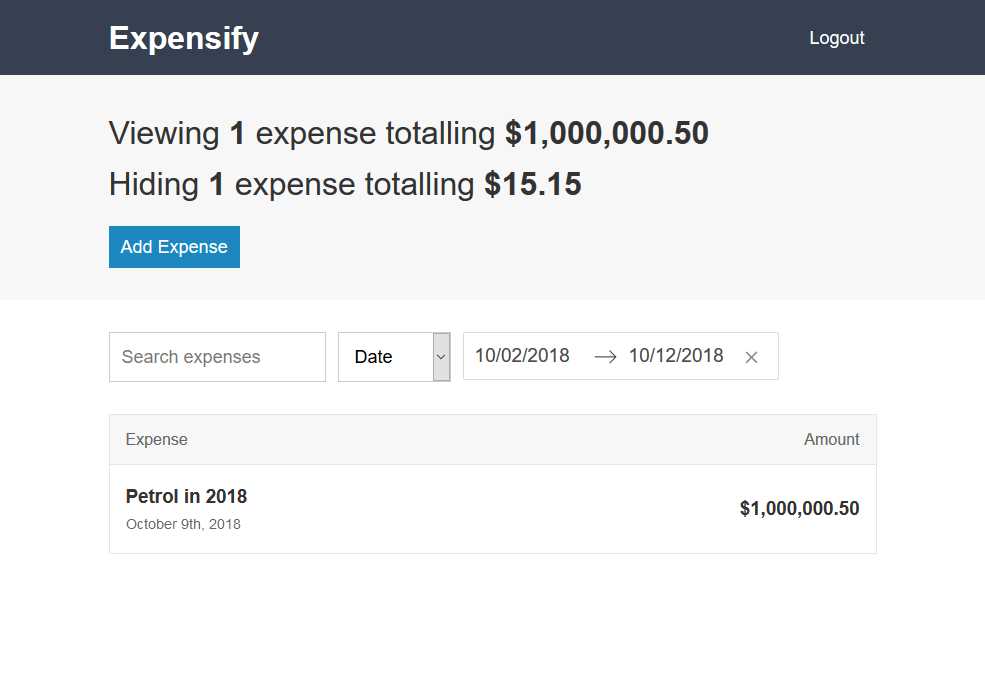 Expensify
Logout
Viewing 1 expense totalling $1,000,000.50
Hiding 1 expense totalling $15.15
Add Expense
Search expenses
Date
10/02/2018 → 10/12/2018
Expense Amount
Petrol in 2018
October 9th, 2018
$1,000,000.50